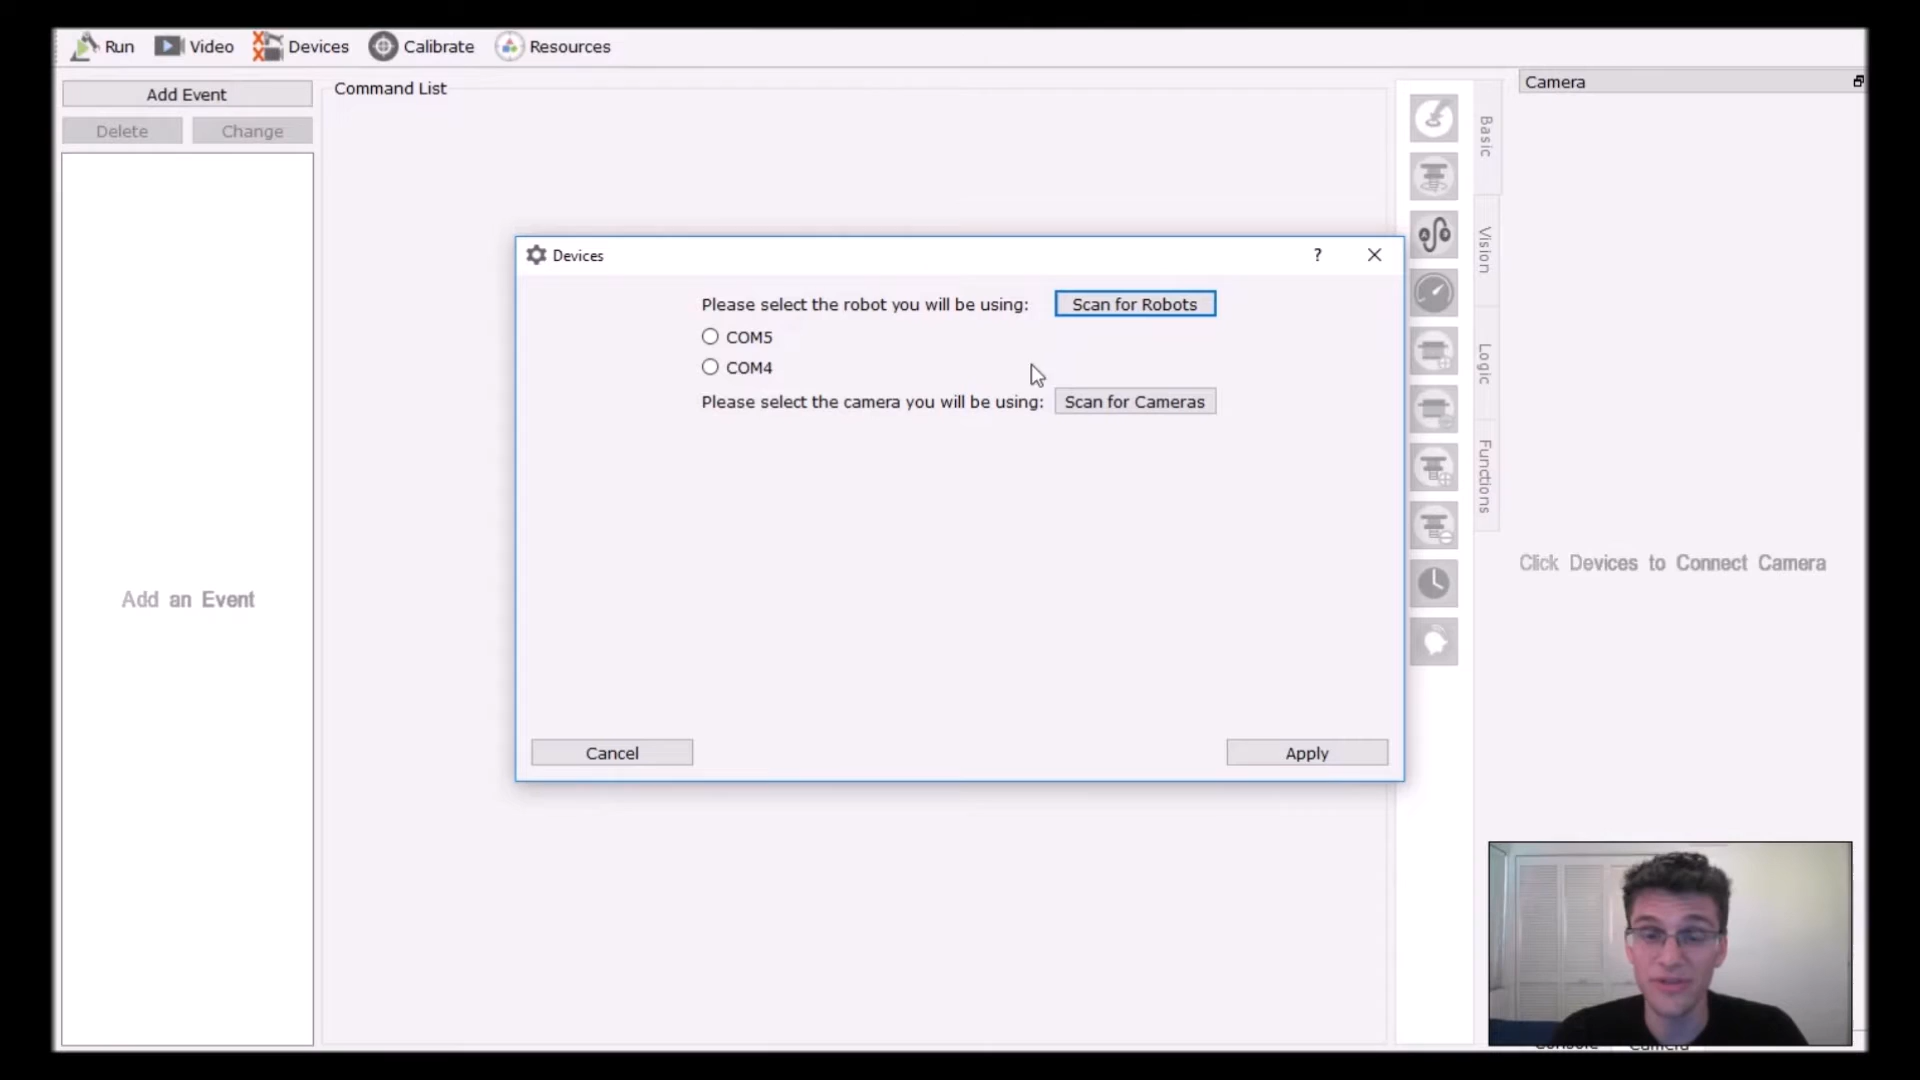 Run Video Devices Calibrate Resources
Add Event
Delete Change
Add an Event
Command List
Devices ?
Please select the robot you will be using: Scan for Robots
COM5
COM4
Please select the camera you will be using: Scan for Cameras
Cancel Apply
Basic
Vision
Logic
Functions
Camera
Click Devices to Connect Camera
Console Camera